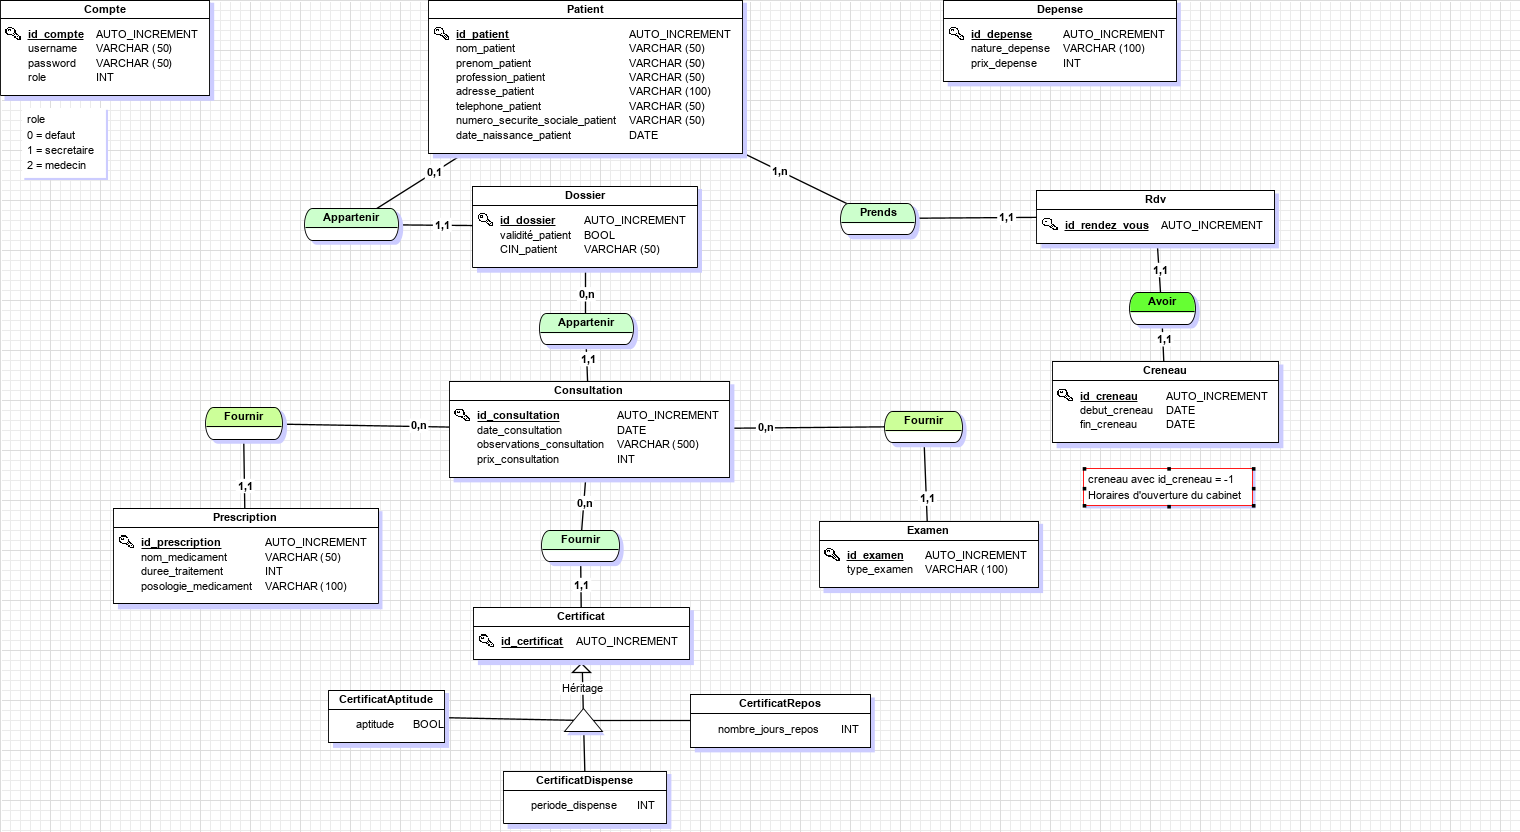 Compte
id_compte AUTO_INCREMENT
username VARCHAR (50)
password VARCHAR (50)
role INT
role
0 = defaut
1 = secretaire
2 = medecin
Patient
id_patient AUTO_INCREMENT
nom_patient VARCHAR (50)
prenom_patient VARCHAR (50)
profession_patient VARCHAR (50)
adresse_patient VARCHAR (100)
telephone_patient VARCHAR (50)
numero_securite_sociale_patient VARCHAR (50)
date_naissance_patient DATE
Depense
id_depense AUTO_INCREMENT
nature_depense VARCHAR (100)
prix_depense INT
0,1
1,n
Appartenir
1,1
Dossier
id_dossier AUTO_INCREMENT
validité_patient BOOL
CIN_patient VARCHAR (50)
Prends
1,1
Rdv
id_rendez_vous AUTO_INCREMENT
1,1
Avoir
1,1
Creneau
id_creneau AUTO_INCREMENT
debut_creneau DATE
fin_creneau DATE
creneau avec id_creneau = -1
Horaires d'ouverture du cabinet
0,n
Appartenir
1,1
Consultation
id_consultation AUTO_INCREMENT
date_consultation DATE
observations_consultation VARCHAR (500)
prix_consultation INT
Fournir
0,n
0,n
Fournir
1,1
Prescription
id_prescription AUTO_INCREMENT
nom_medicament VARCHAR (50)
duree_traitement INT
posologie_medicament VARCHAR (100)
0,n
Fournir
1,1
1,1
Examen
id_examen AUTO_INCREMENT
type_examen VARCHAR (100)
Certificat
id_certificat AUTO_INCREMENT
Héritage
CertificatAptitude
aptitude BOOL
CertificatRepos
nombre_jours_repos INT
CertificatDispense
periode_dispense INT